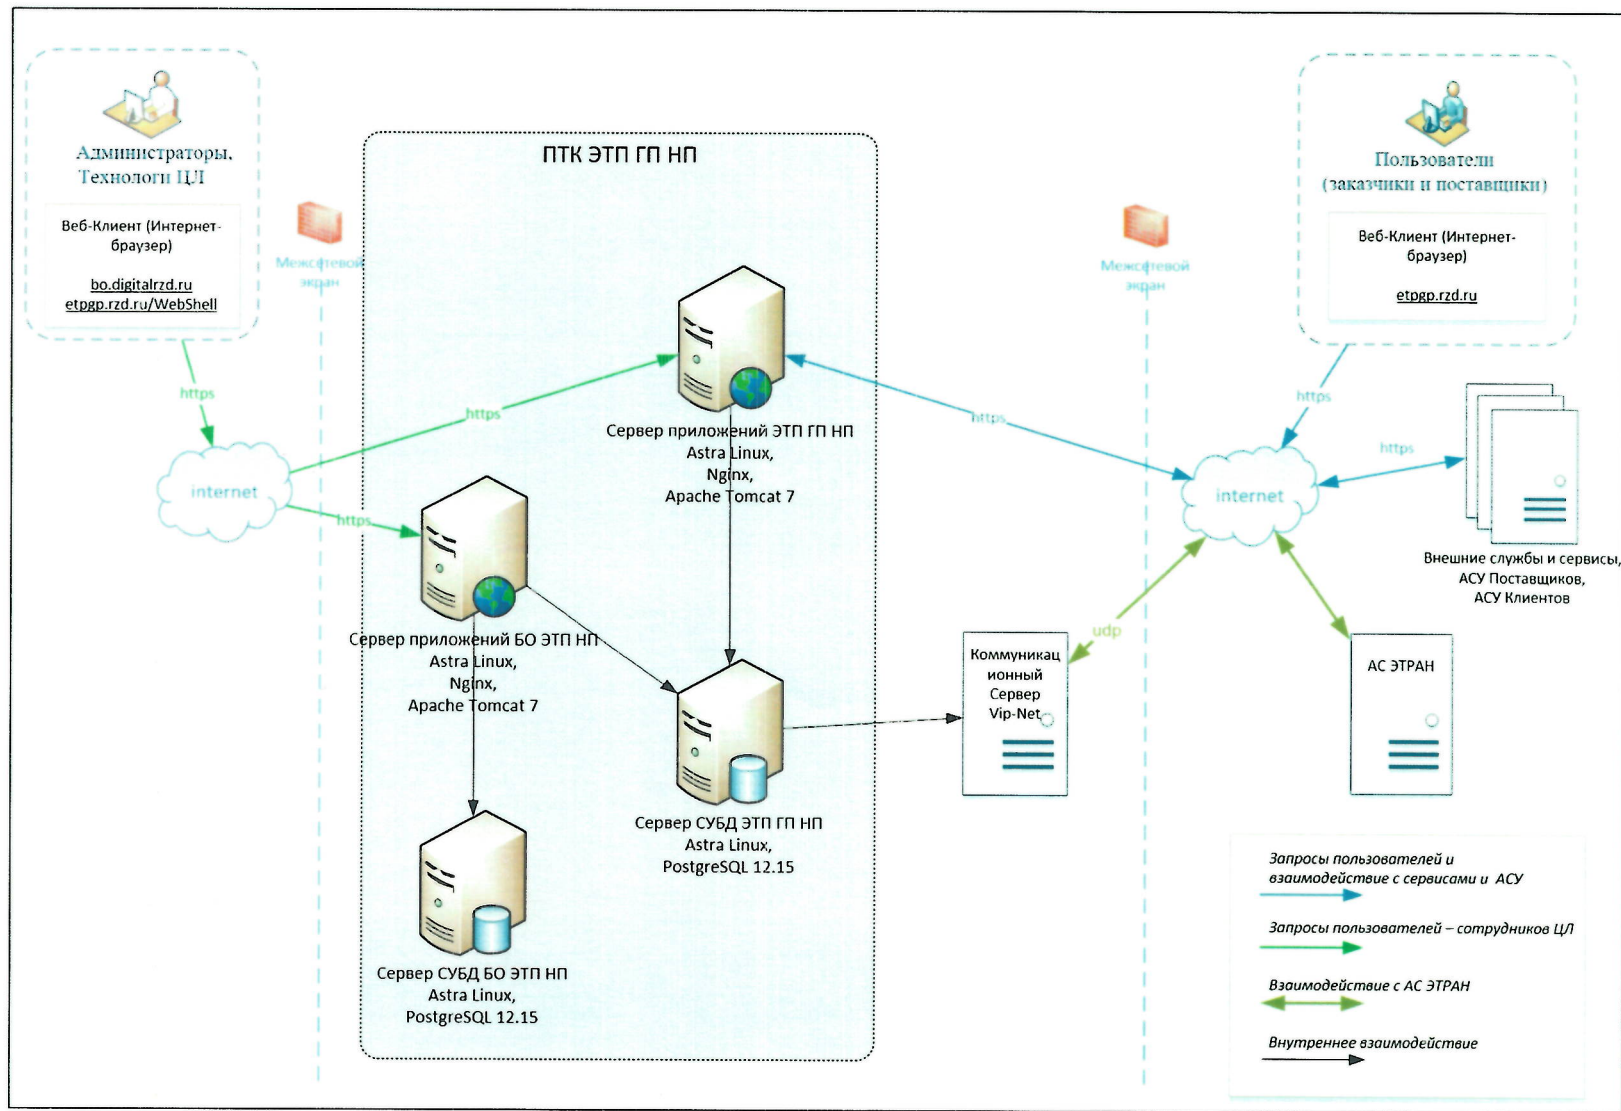 Администраторы,
Технологи ЦЛ
Веб-Клиент (Интернет-
браузер)
bo.digitalrzd.ru
etpgp.rzd.ru/WebShell
https
internet
https
https
Межсетевой
экран
ПТК ЭТП ГП НП
Сервер приложений ЭТП ГП НП
Astra Linux,
Nginx,
Apache Tomcat 7
Сервер приложений БО ЭТП НП
Astra Linux,
Nginx,
Apache Tomcat 7
Сервер СУБД ЭТП ГП НП
Astra Linux,
PostgreSQL 12.15
Сервер СУБД БО ЭТП НП
Astra Linux,
PostgreSQL 12.15
Межсетевой
экран
Пользователи
(заказчики и поставщики)
Веб-Клиент (Интернет-
браузер)
etpgp.rzd.ru
https
https
https
internet
Внешние службы и сервисы,
АСУ Поставщиков,
АСУ Клиентов
udp
Коммуникац
ионный
Сервер
Vip-Net
АС ЭТРАН
Запросы пользователей и
взаимодействие с сервисами и АСУ
Запросы пользователей – сотрудников ЦЛ
Взаимодействие с АС ЭТРАН
Внутреннее взаимодействие